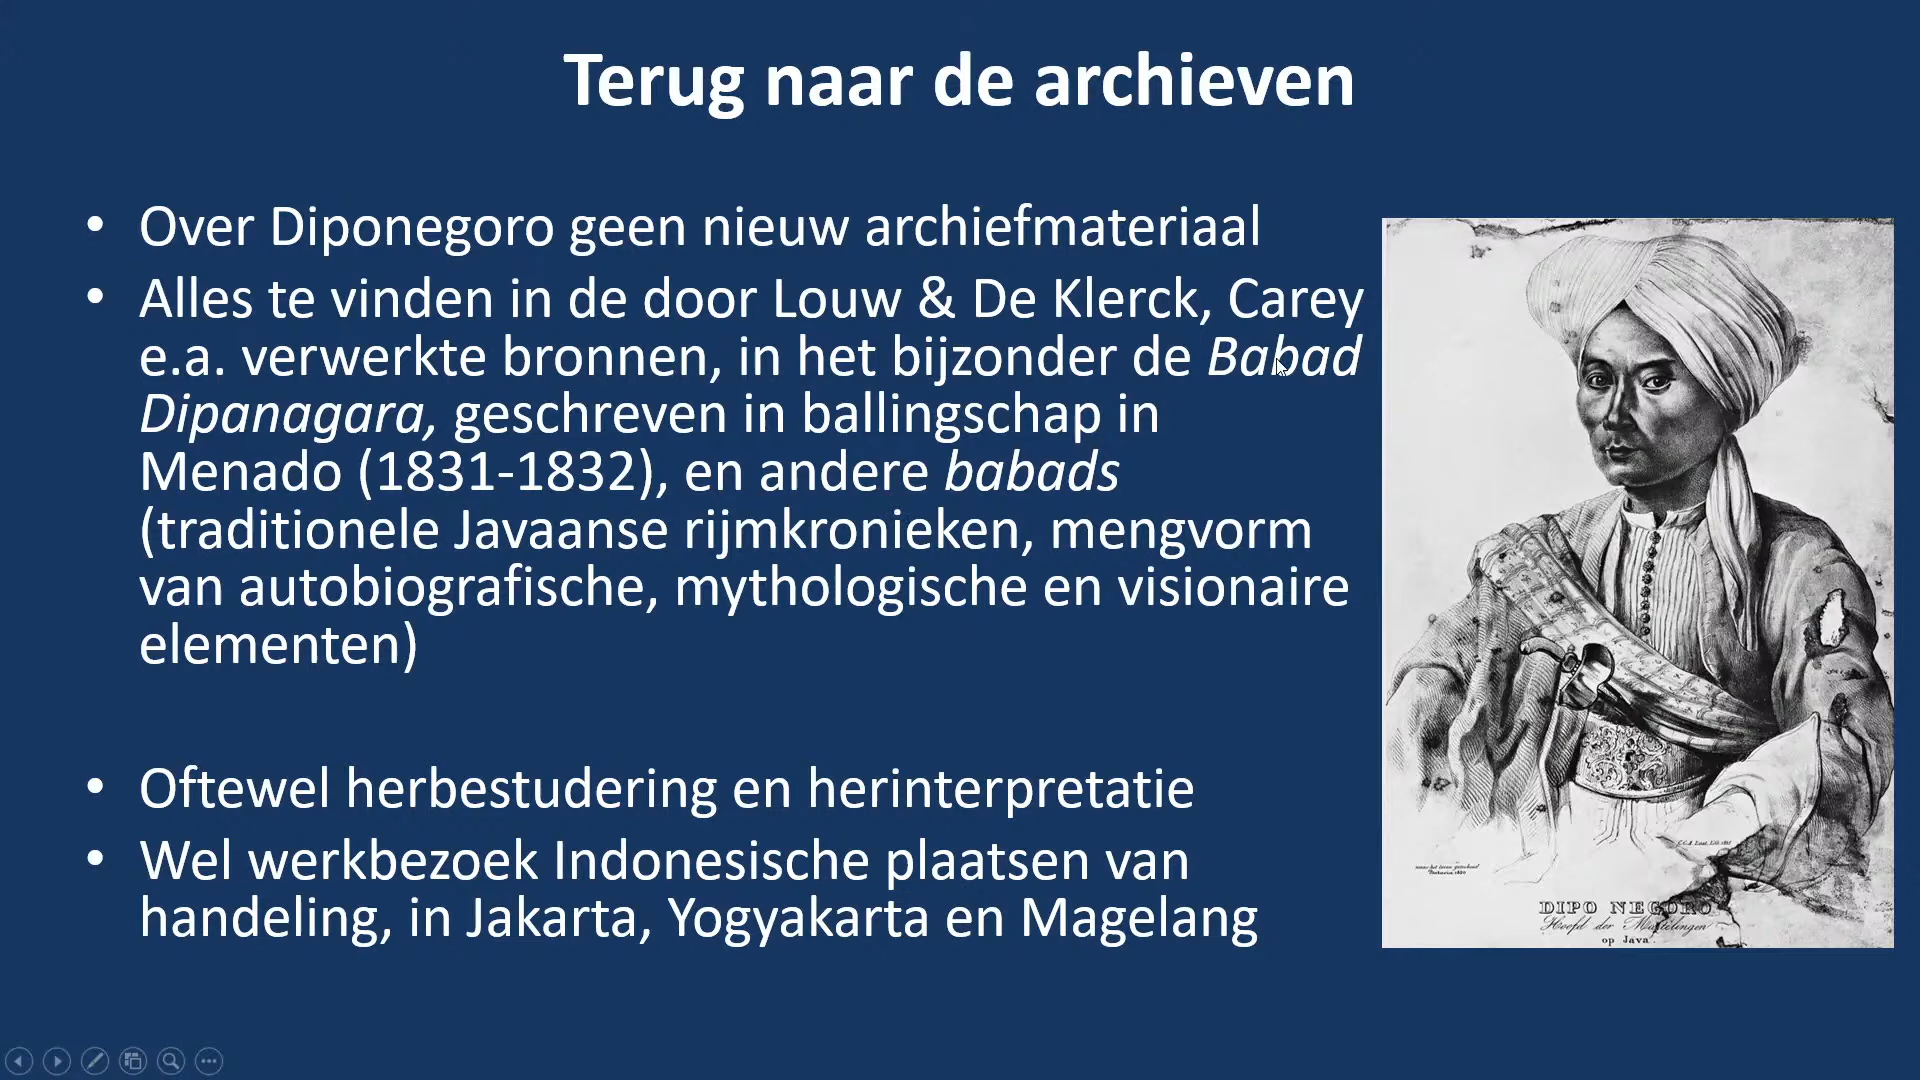 Terug naar de archieven
• Over Diponegoro geen nieuw archiefmateriaal
• Alles te vinden in de door Louw & De Klerck, Carey
e.a. verwerkte bronnen, in het bijzonder de Babad
Dipanagara, geschreven in ballingschap in
Menado (1831-1832), en andere babads
(traditionele Javaanse rijmkronieken, mengvorm
van autobiografische, mythologische en visionaire
elementen)
• Oftewel herbestudering en herinterpretatie
• Wel werkbezoek Indonesische plaatsen van
handeling, in Jakarta, Yogyakarta en Magelang
DIPO NEGORO
Hoofd der Muitelingen
op Java